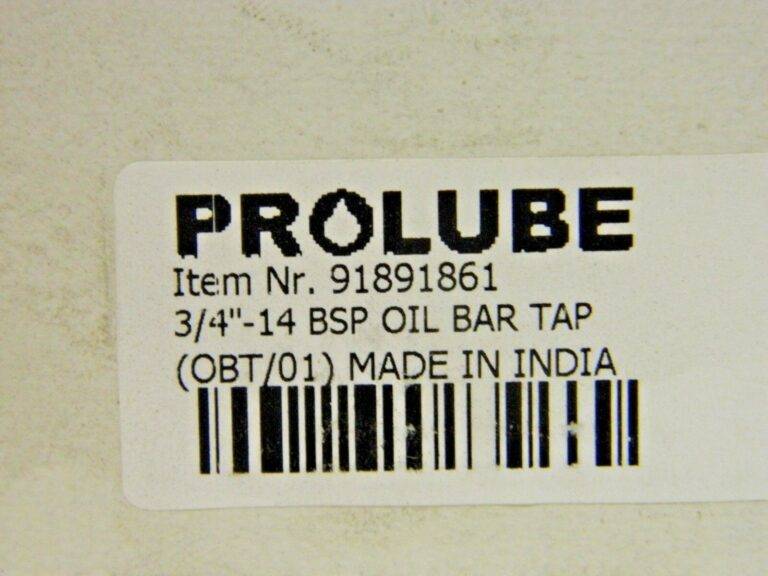 PROLUBE
Item Nr. 91891861
3/4"-14 BSP OIL BAR TAP
(OBT/01) MADE IN INDIA